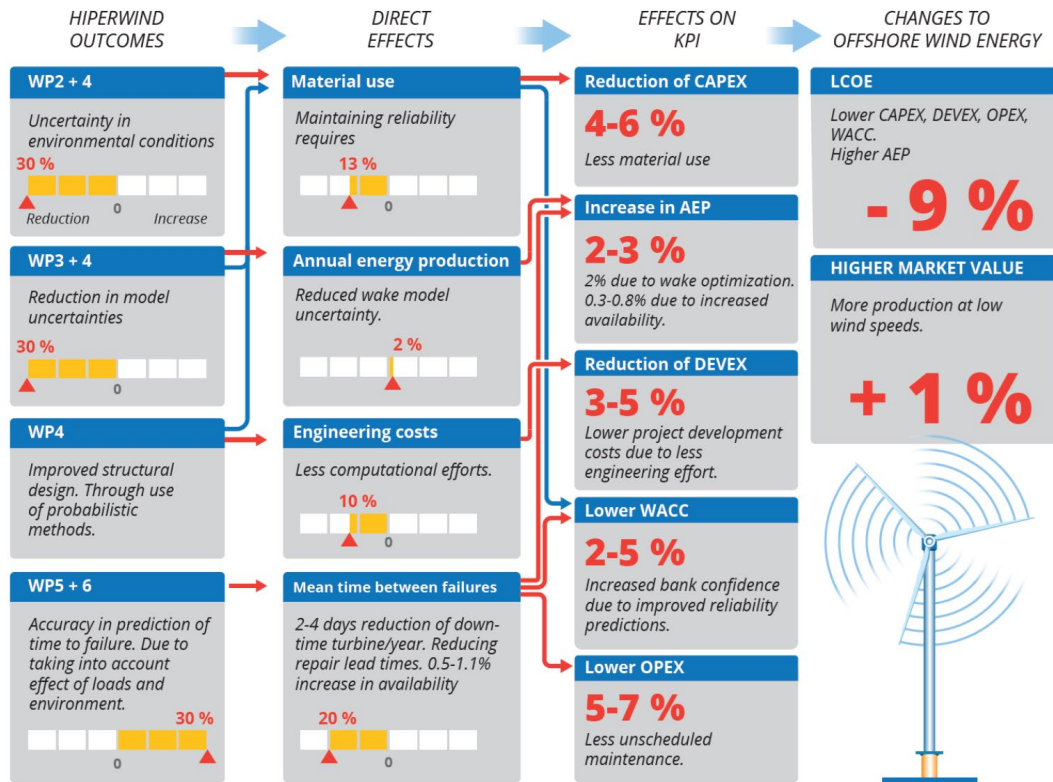 HIPERWIND
OUTCOMES
DIRECT
EFFECTS
EFFECTS ON
KPI
CHANGES TO
OFFSHORE WIND ENERGY
WP2 + 4
Uncertainty in
environmental conditions
30 %
0
Reduction
Increase
WP3 + 4
Reduction in model
uncertainties
30 %
0
WP4
Improved structural
design. Through use
of probabilistic
methods.
WP5 + 6
Accuracy in prediction of
time to failure. Due to
taking into account
effect of loads and
environment.
30 %
0
Material use
Maintaining reliability
requires
13 %
0
Annual energy production
Reduced wake model
uncertainty.
2 %
Engineering costs
Less computational efforts.
10 %
0
Mean time between failures
2-4 days reduction of down-
time turbine/year. Reducing
repair lead times. 0.5-1.1%
increase in availability
20 %
0
Reduction of CAPEX
4-6 %
Less material use
Increase in AEP
2-3 %
2% due to wake optimization.
0.3-0.8% due to increased
availability.
Reduction of DEVEX
3-5 %
Lower project development
costs due to less
engineering effort.
Lower WACC
2-5 %
Increased bank confidence
due to improved reliability
predictions.
Lower OPEX
5-7 %
Less unscheduled
maintenance.
LCOE
Lower CAPEX, DEVEX, OPEX,
WACC.
Higher AEP
- 9 %
HIGHER MARKET VALUE
More production at low
wind speeds.
+ 1 %